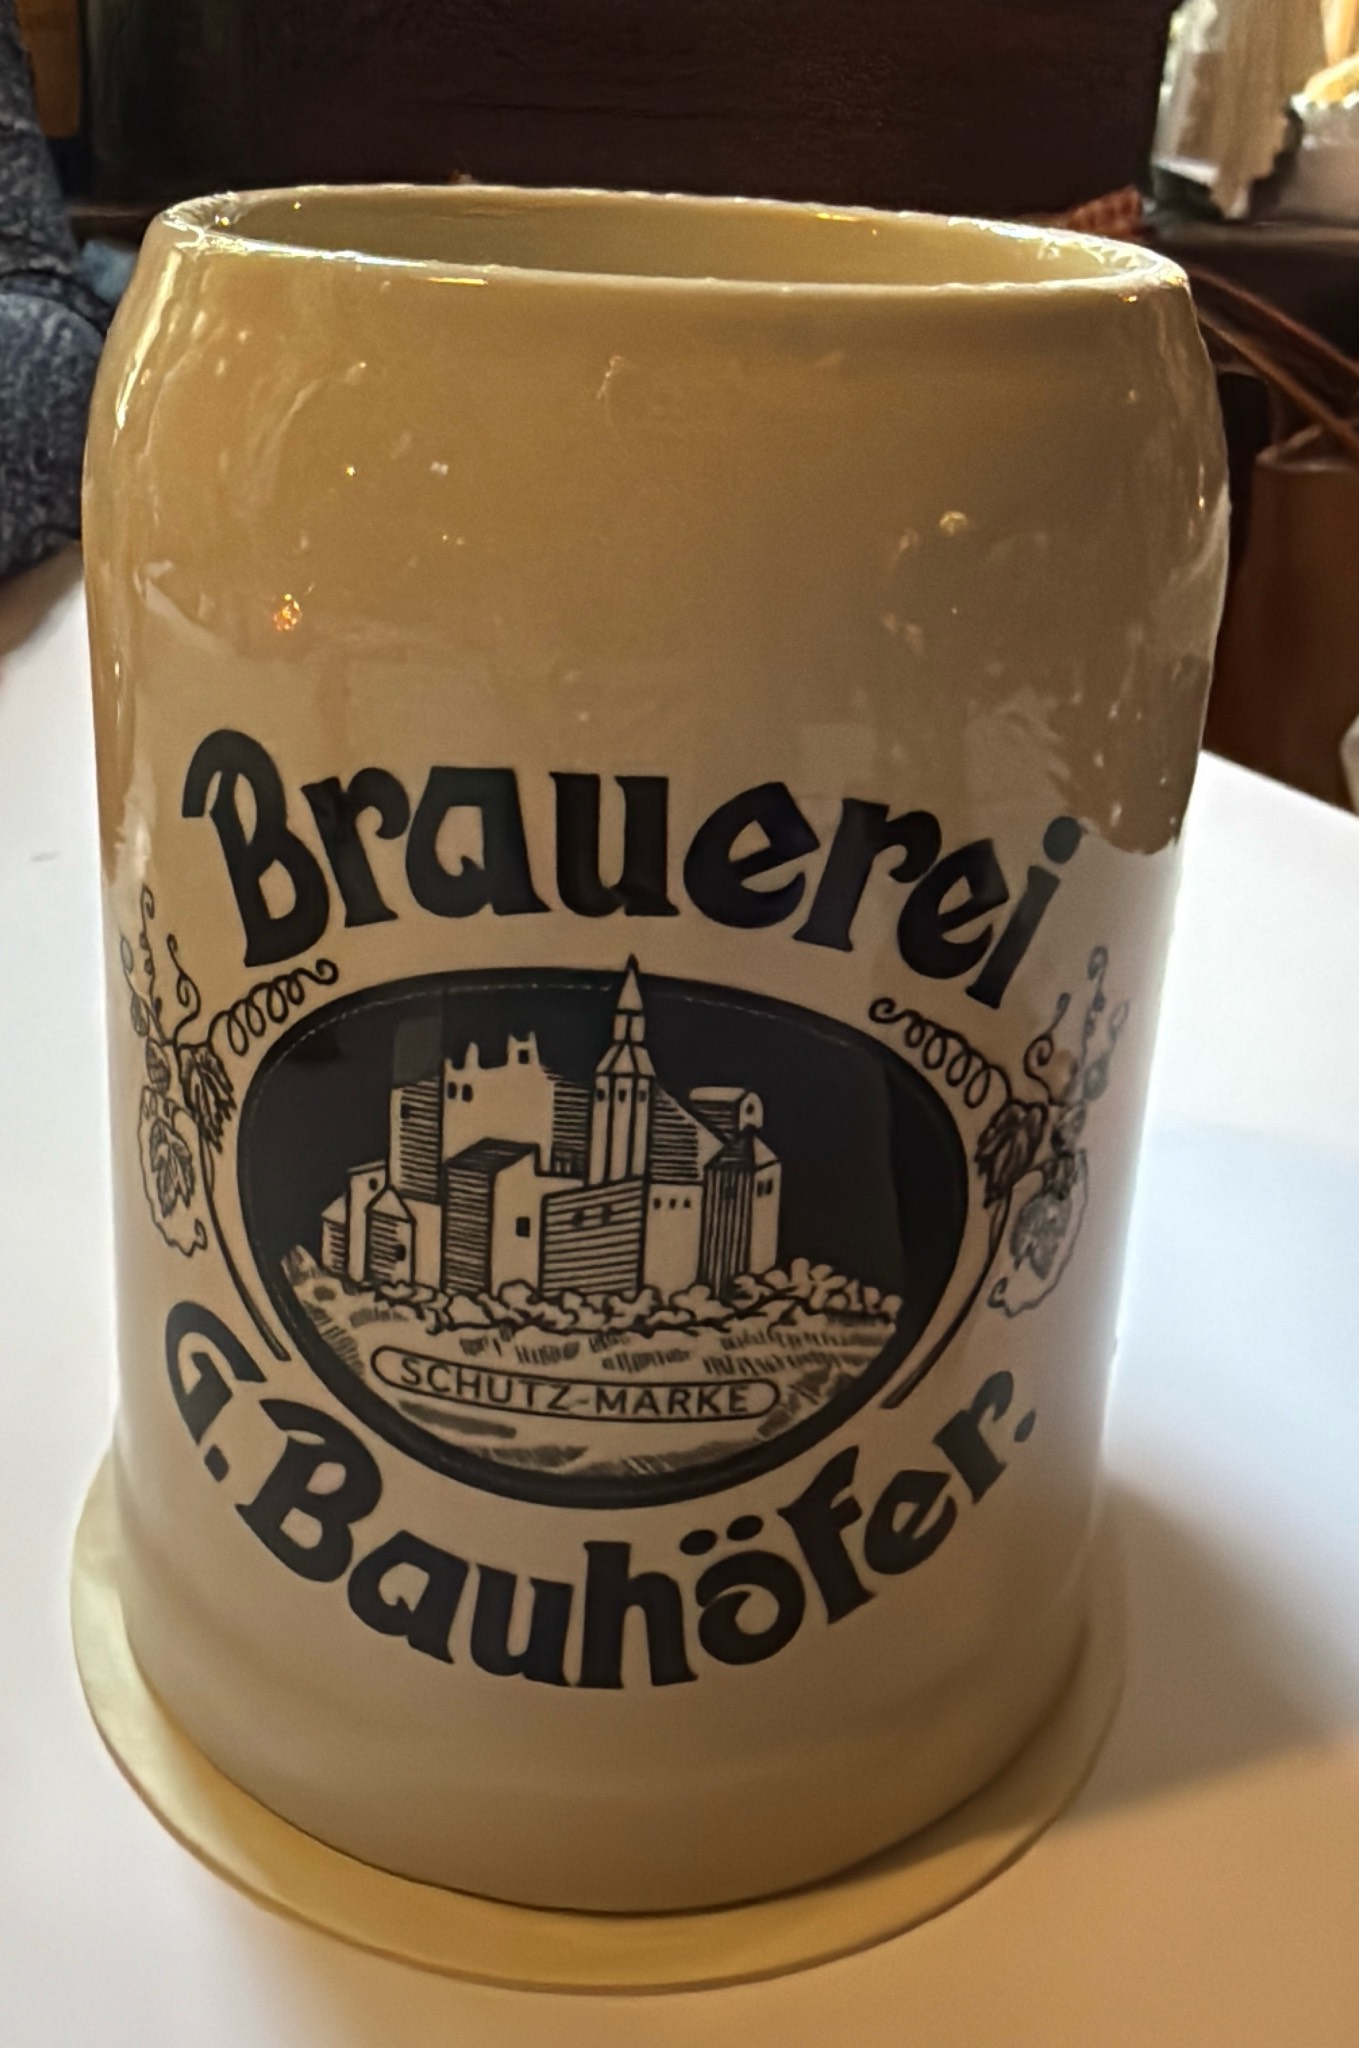 Brauerei
SCHUTZ-MARKE
G. Bauhöfer.